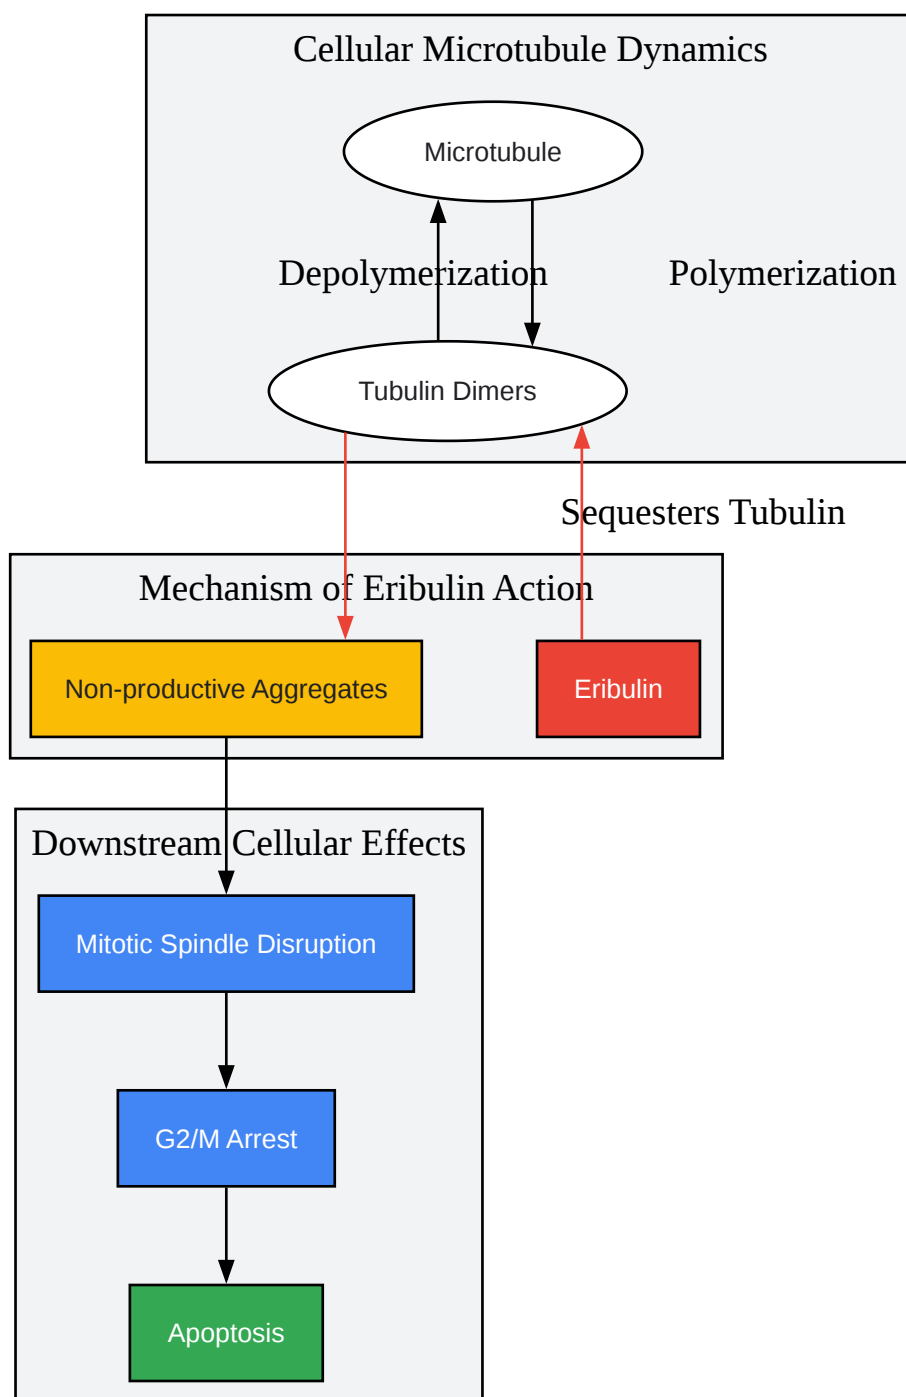 Cellular Microtubule Dynamics
Microtubule
Depolymerization
Polymerization
Tubulin Dimers
Sequesters Tubulin
Mechanism of Eribulin Action
Non-productive Aggregates
Eribulin
Downstream Cellular Effects
Mitotic Spindle Disruption
G2/M Arrest
Apoptosis